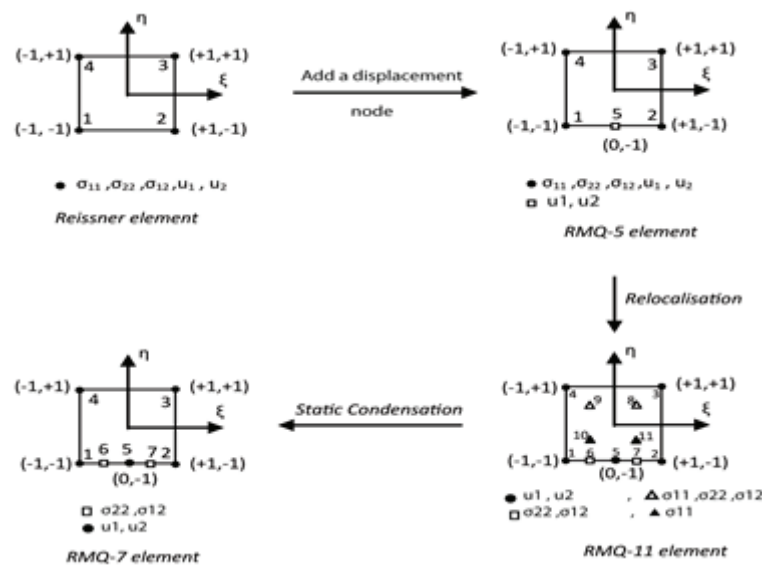 η
(-1,+1)
(+1,+1)
4
3
ξ
1
2
(-1, -1)
(+1,-1)
● σ11 ,σ22 ,σ12,u1 , u2
Reissner element
Add a displacement
node
η
(-1,+1)
(+1,+1)
4
3
ξ
1
5
2
(-1,-1)
(+1,-1)
(0,-1)
● σ11 ,σ22 ,σ12,u1 , u2
□ u1, u2
RMQ-5 element
Relocalisation
η
(-1,+1)
(+1,+1)
4
9
8
3
ξ
10
11
1
6
5
7
2
(-1,-1)
(+1,-1)
(0,-1)
● u1 , u2 , △ σ11 ,σ22,σ12
□ σ22 ,σ12 , ▲ σ11
RMQ-11 element
Static Condensation
η
(-1,+1)
(+1,+1)
4
3
ξ
1
6
5
7
2
(-1,-1)
(+1,-1)
(0,-1)
□ σ22 ,σ12
● u1, u2
RMQ-7 element